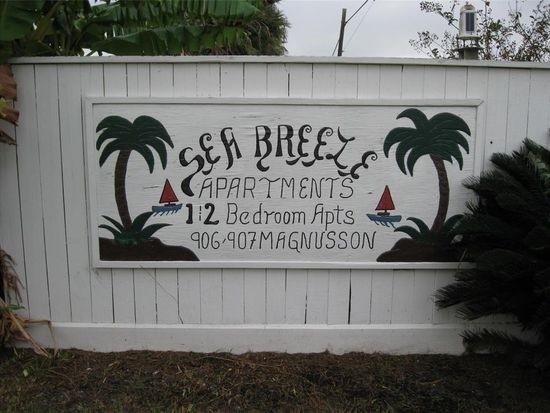 SEA BREEZE
APARTMENTS
1&2 Bedroom Apts
906 & 907 MAGNUSSON